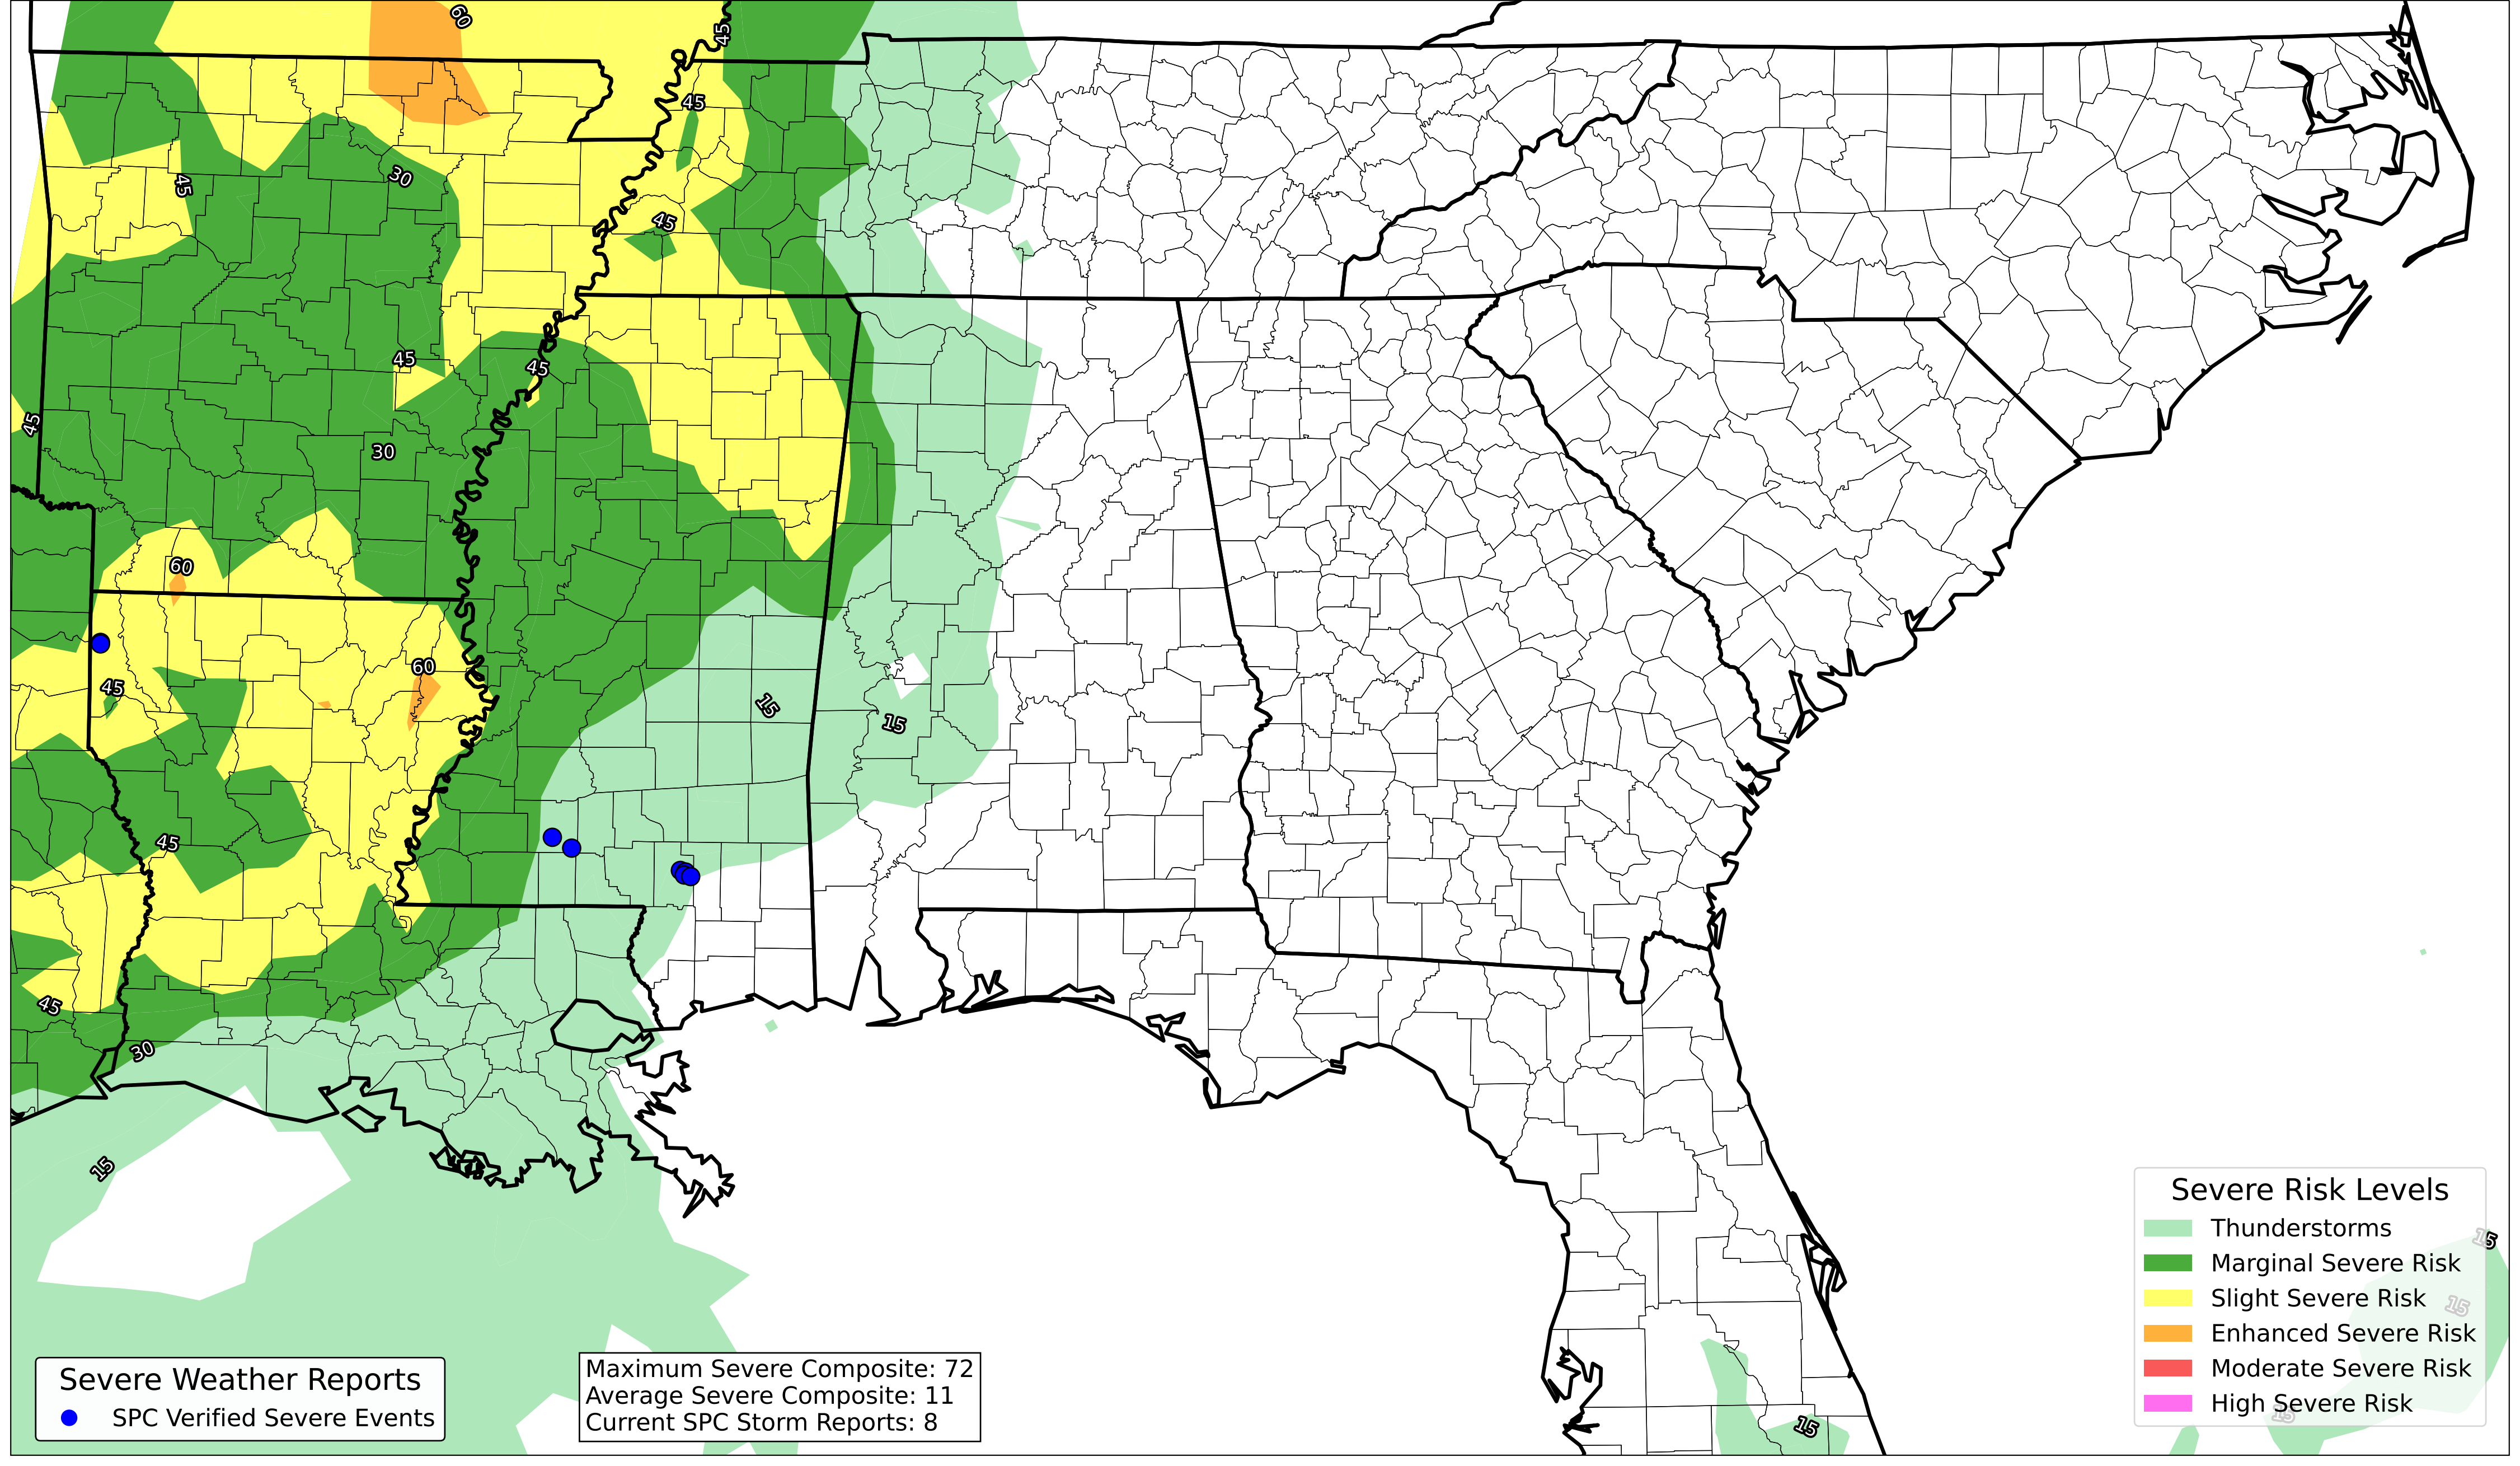 60
45
45
45
30
45
45
45
45
30
60
60
45
15
15
45
45
30
15
15
15
15
15
Severe Risk Levels
Thunderstorms
Marginal Severe Risk
Slight Severe Risk
Enhanced Severe Risk
Moderate Severe Risk
High Severe Risk
Severe Weather Reports
SPC Verified Severe Events
Maximum Severe Composite: 72
Average Severe Composite: 11
Current SPC Storm Reports: 8